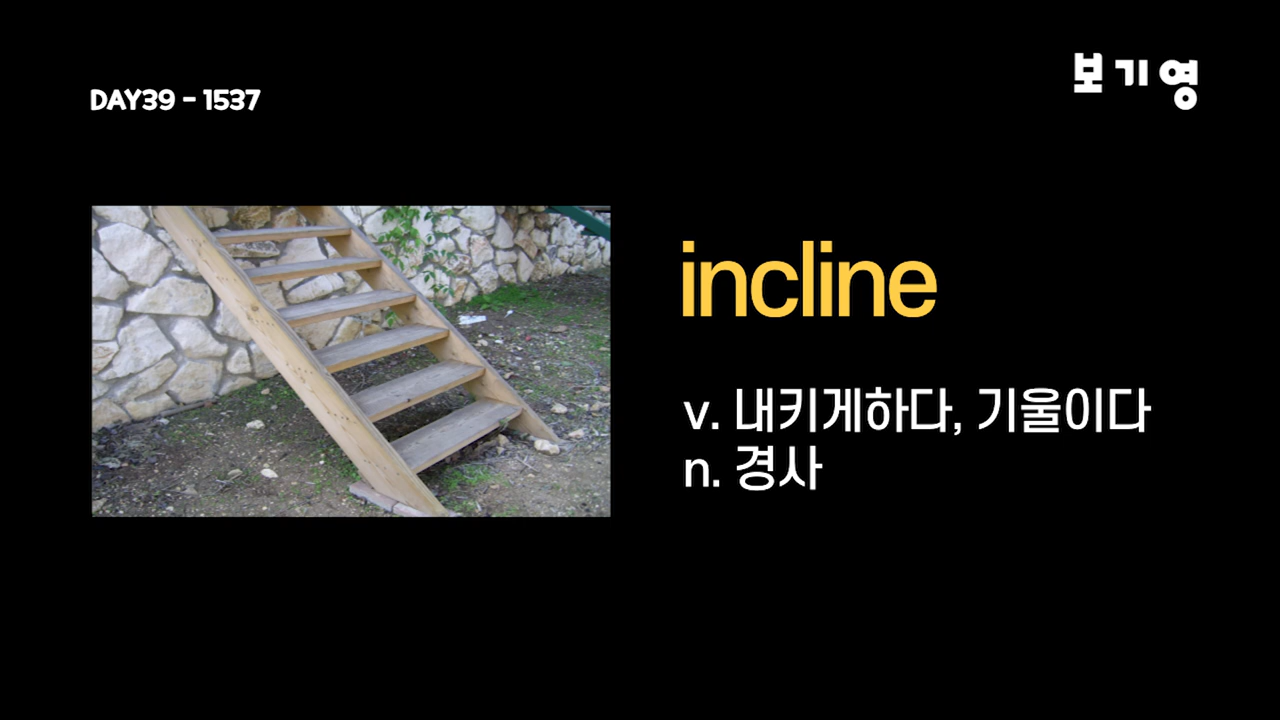 DAY39 - 1537
보기영
incline
v. 내키게하다, 기울이다
n. 경사